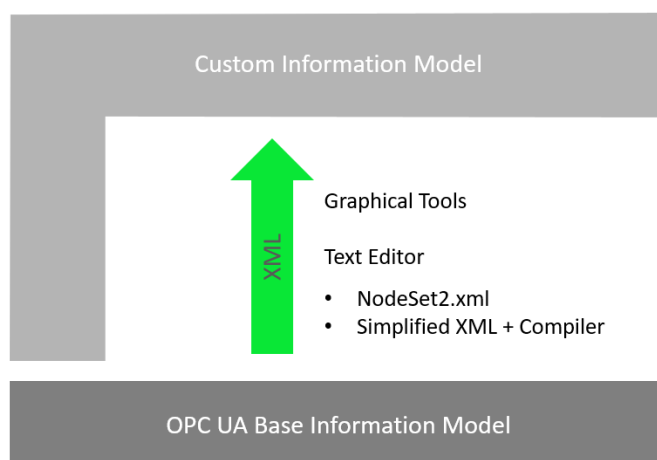 Custom Information Model
XML
Graphical Tools
Text Editor
• NodeSet2.xml
• Simplified XML + Compiler
OPC UA Base Information Model